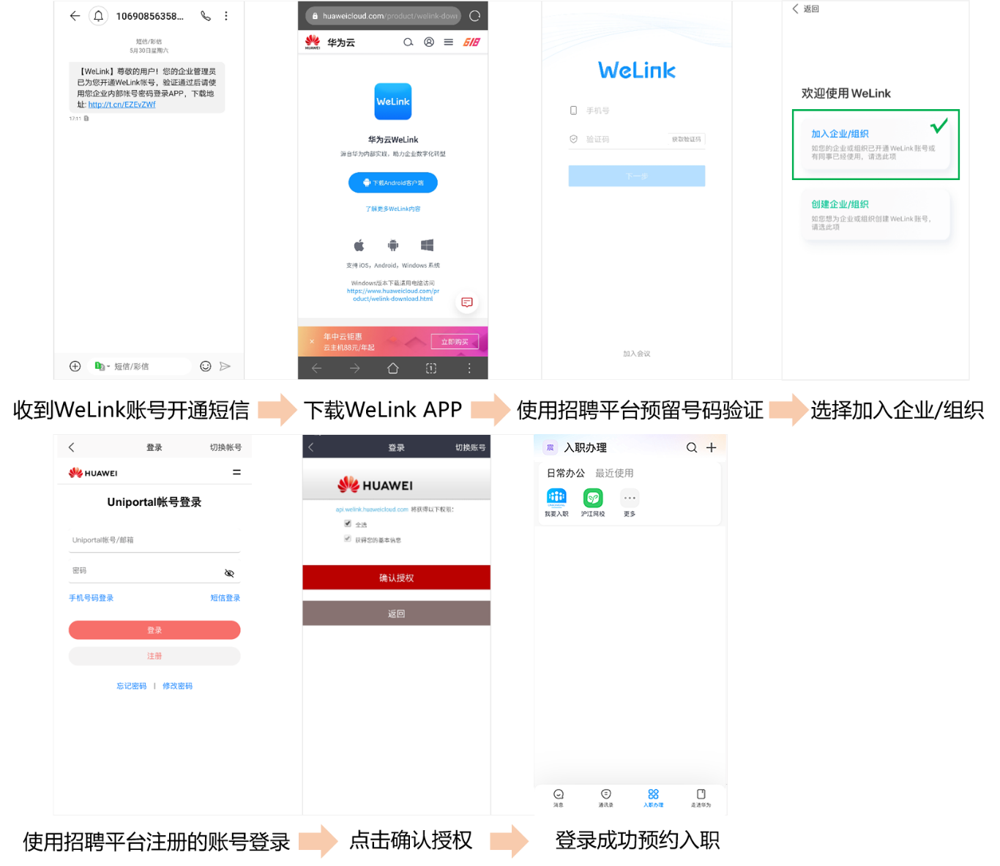 10690856358...
短信/彩信
5月30日星期六
【WeLink】尊敬的用户！您的企业管理员
已为您开通WeLink帐号，验证通过后请使
用您企业内部帐号密码登录APP，下载地
址: http://t.cn/EZEvZWf
17:11
短信/彩信
huaweicloud.com/product/welink-down
HUAWEI
华为云
618
WeLink
华为云WeLink
源自华为内部实践，助力企业数字化转型
下载Android客户端
了解更多WeLink内容
支持 iOS，Android，Windows 系统
Windows版本下载请用电脑访问
https://www.huaweicloud.com/pr
oduct/welink-download.html
年中云钜惠
云主机88元/年起
立即购买
1
WeLink
手机号
验证码
获取验证码
下一步
加入会议
返回
欢迎使用 WeLink
加入企业/组织
如您的企业或组织已开通 WeLink 账号或
有同事已经使用，请选此项
创建企业/组织
如您想为企业或组织创建 WeLink 账号，
请选此项
收到WeLink账号开通短信
下载WeLink APP
使用招聘平台预留号码验证
选择加入企业/组织
登录
切换帐号
HUAWEI
Uniportal帐号登录
Uniportal帐号/邮箱
密码
手机号码登录
短信登录
登录
注册
忘记密码 | 修改密码
登录
切换账号
HUAWEI
api.welink.huaweicloud.com 将获得以下权限:
全选
获得您的基本信息
确认授权
返回
震
入职办理
日常办公
最近使用
我要入职
沪江网校
更多
消息
通讯录
入职办理
走进华为
使用招聘平台注册的账号登录
点击确认授权
登录成功预约入职